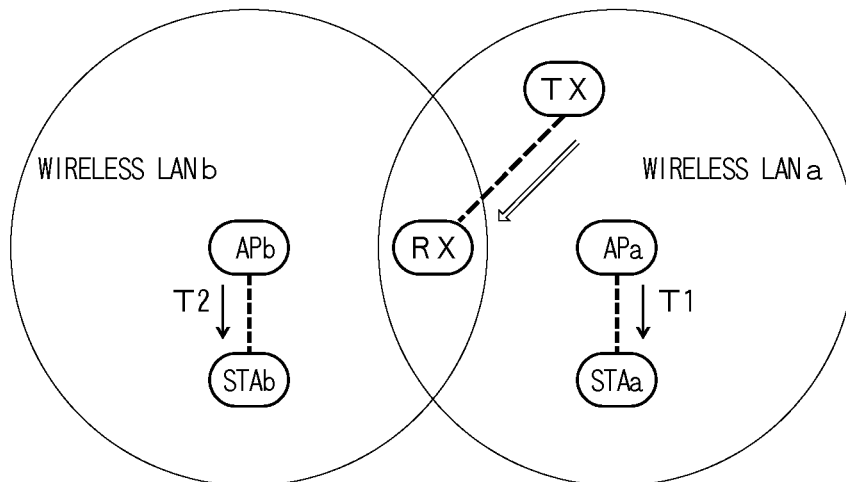 TX
WIRELESS LANb
WIRELESS LANa
APb
RX
APa
T2
T1
STAb
STAa